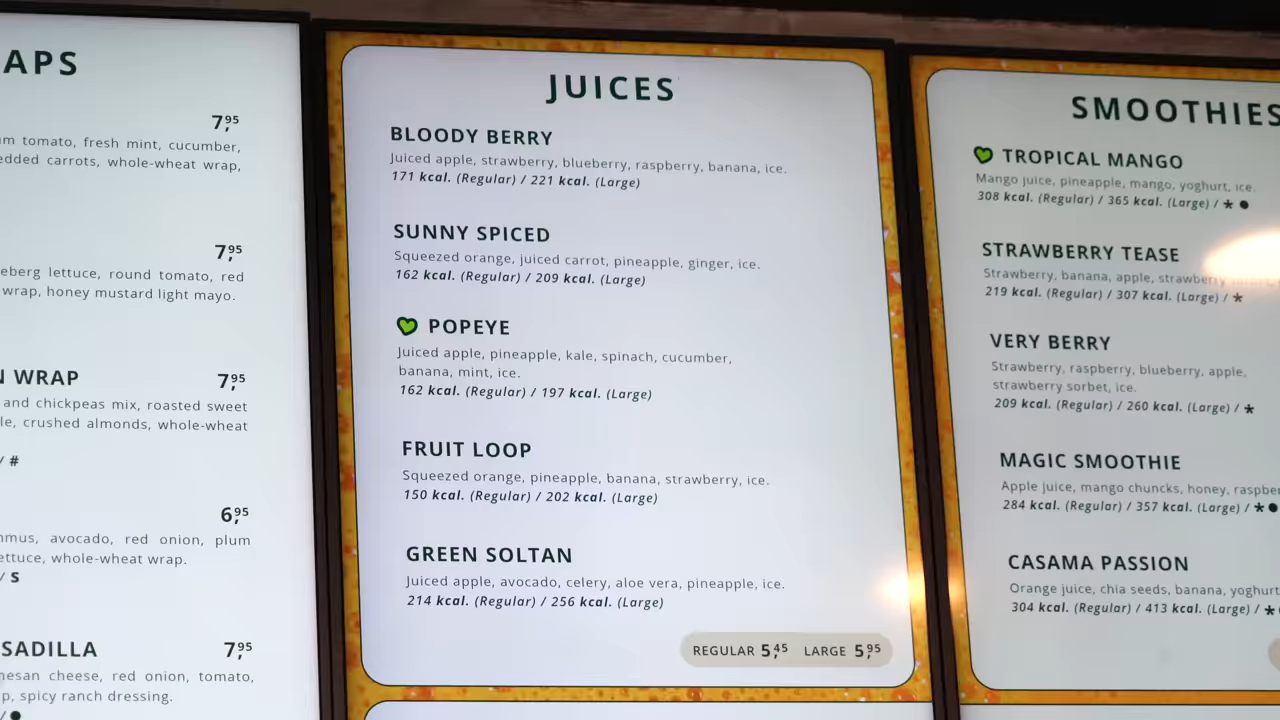 APS
7,95
m tomato, fresh mint, cucumber,
edded carrots, whole-wheat wrap,
7,95
eberg lettuce, round tomato, red
wrap, honey mustard light mayo.
N WRAP 7,95
and chickpeas mix, roasted sweet
le, crushed almonds, whole-wheat
/ #
6,95
mmus, avocado, red onion, plum
ettuce, whole-wheat wrap.
/ S
SADILLA 7,95
mesan cheese, red onion, tomato,
p, spicy ranch dressing.
JUICES
BLOODY BERRY
Juiced apple, strawberry, blueberry, raspberry, banana, ice.
171 kcal. (Regular) / 221 kcal. (Large)
SUNNY SPICED
Squeezed orange, juiced carrot, pineapple, ginger, ice.
162 kcal. (Regular) / 209 kcal. (Large)
POPEYE
Juiced apple, pineapple, kale, spinach, cucumber,
banana, mint, ice.
162 kcal. (Regular) / 197 kcal. (Large)
FRUIT LOOP
Squeezed orange, pineapple, banana, strawberry, ice.
150 kcal. (Regular) / 202 kcal. (Large)
GREEN SOLTAN
Juiced apple, avocado, celery, aloe vera, pineapple, ice.
214 kcal. (Regular) / 256 kcal. (Large)
REGULAR 5,45 LARGE 5,95
SMOOTHIES
TROPICAL MANGO
Mango juice, pineapple, mango, yoghurt, ice.
308 kcal. (Regular) / 365 kcal. (Large) / * ●
STRAWBERRY TEASE
Strawberry, banana, apple, strawberry
219 kcal. (Regular) / 307 kcal. (Large) / *
VERY BERRY
Strawberry, raspberry, blueberry, apple,
strawberry sorbet, ice.
209 kcal. (Regular) / 260 kcal. (Large) / *
MAGIC SMOOTHIE
Apple juice, mango chuncks, honey, raspber
284 kcal. (Regular) / 357 kcal. (Large) / * ●
CASAMA PASSION
Orange juice, chia seeds, banana, yoghurt
304 kcal. (Regular) / 413 kcal. (Large) / *